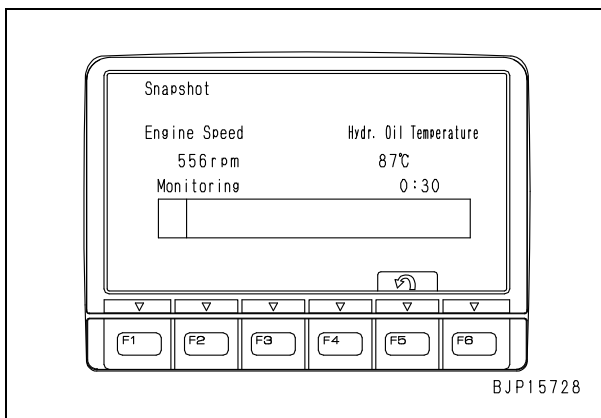 Snapshot
Engine Speed Hydr. Oil Temperature
556rpm 87℃
Monitoring 0:30
F1 F2 F3 F4 F5 F6
BJP15728